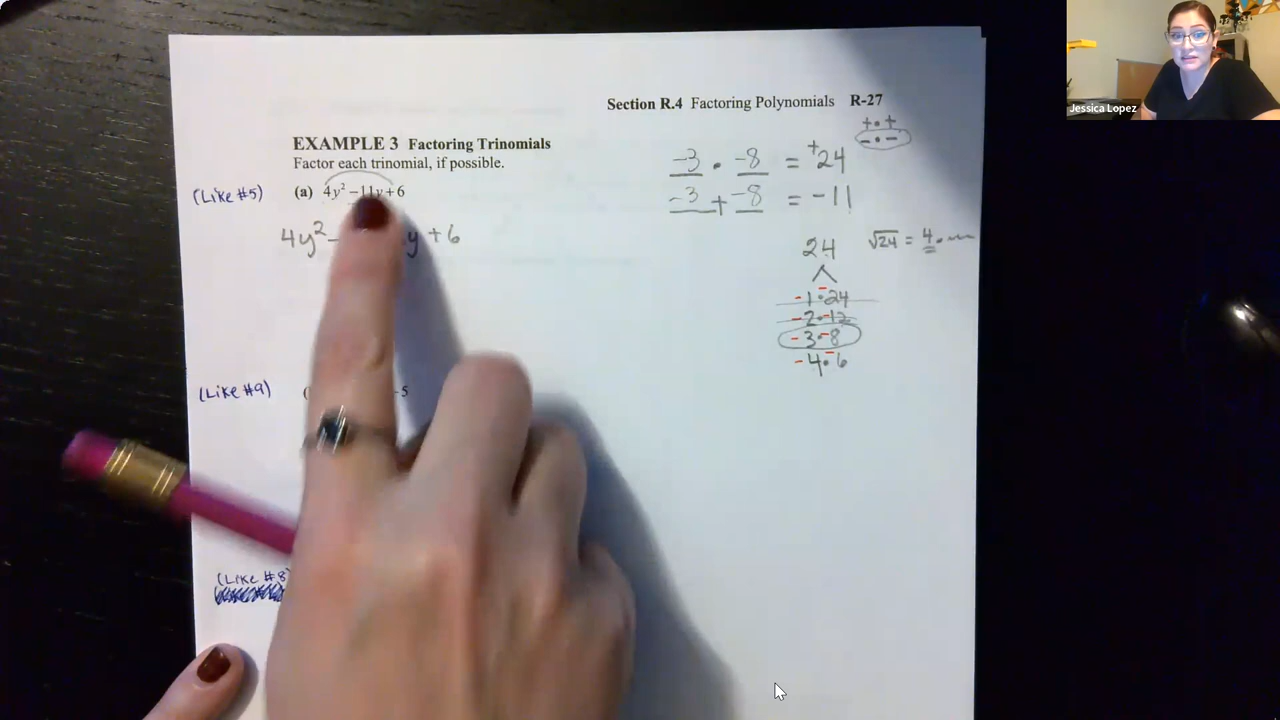 Jessica Lopez
Section R.4 Factoring Polynomials R-27
EXAMPLE 3 Factoring Trinomials
Factor each trinomial, if possible.
(Like #5) (a) 4y² − 11y + 6
4y² − y + 6
(Like #9) ( -5
(Like #8)
+ • +
− • −
-3 • -8 = +24
-3 + -8 = -11
24
√24 = 4.
-1 • -24
-2 • -12
-3 • -8
-4 • -6